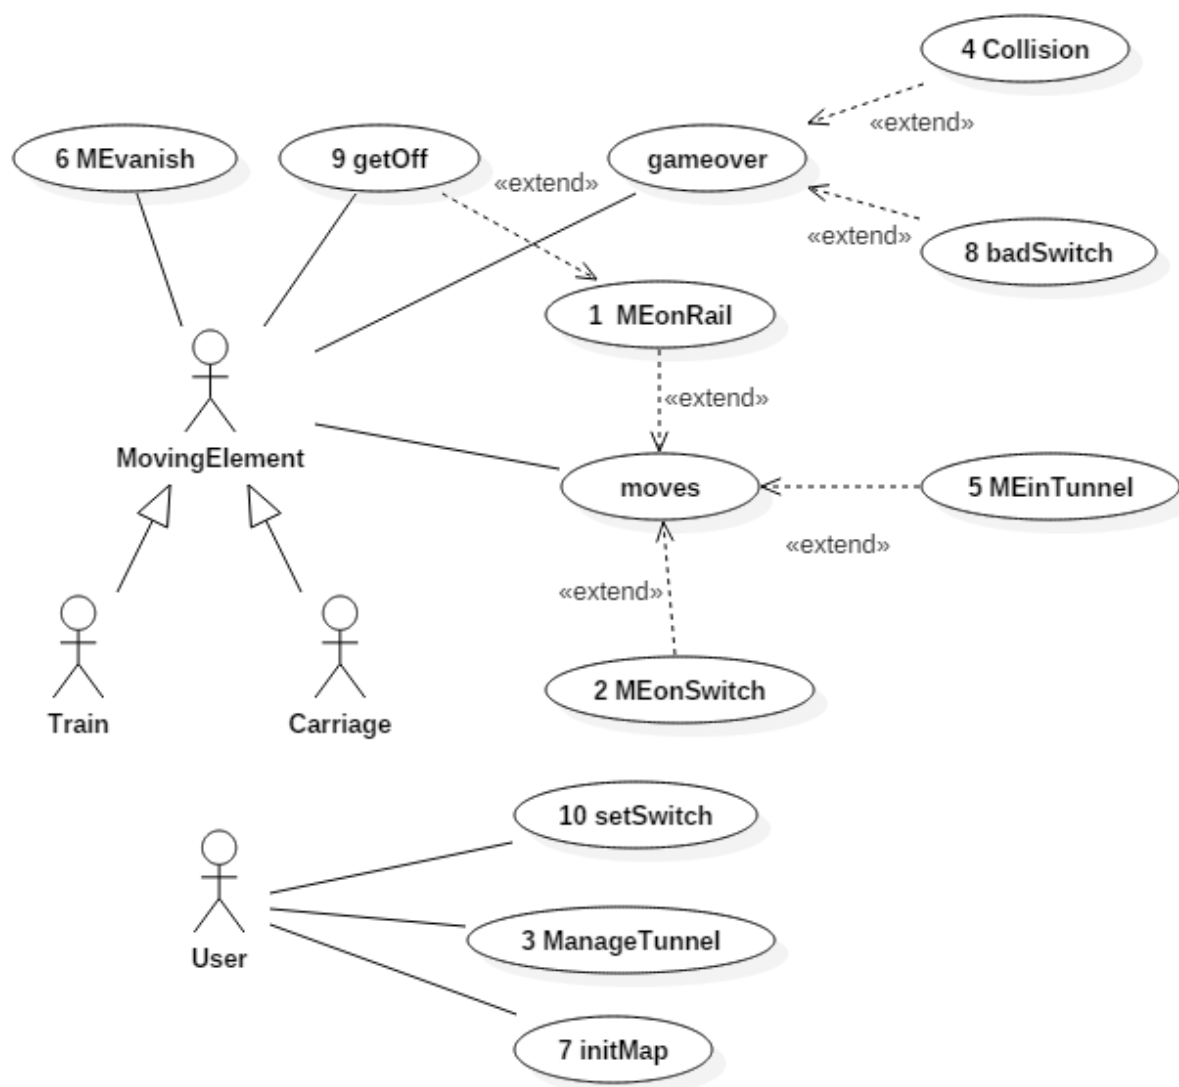 4 Collision
«extend»
6 MEvanish
9 getOff
gameover
«extend»
«extend»
8 badSwitch
1  MEonRail
«extend»
MovingElement
moves
5 MEinTunnel
«extend»
«extend»
2 MEonSwitch
Train
Carriage
10 setSwitch
3 ManageTunnel
User
7 initMap